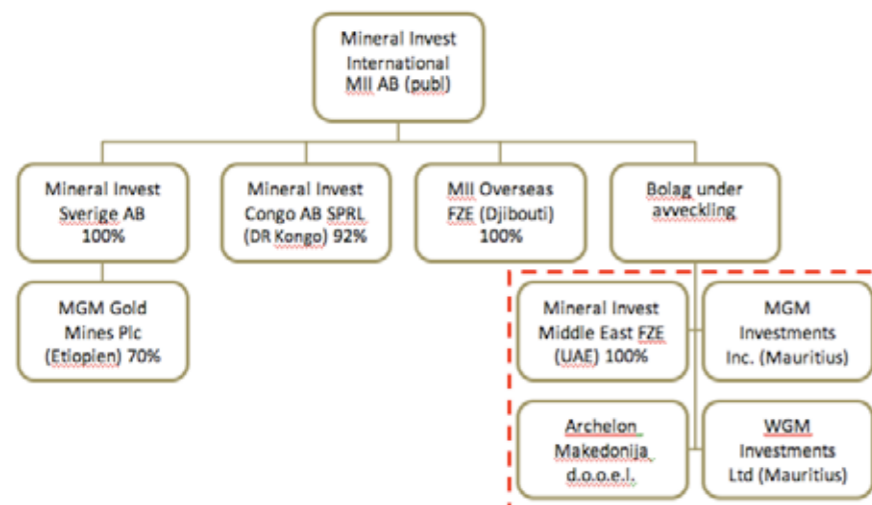 Mineral Invest
International
MII AB (publ)
Mineral Invest
Sverige AB
100%
Mineral Invest
Congo AB SPRL
(DR Kongo) 92%
MII Overseas
FZE (Djibouti)
100%
Bolag under
avveckling
MGM Gold
Mines Plc
(Etiopien) 70%
Mineral Invest
Middle East FZE
(UAE) 100%
MGM
Investments
Inc. (Mauritius)
Archelon
Makedonija
d.o.o.e.l.
WGM
Investments
Ltd (Mauritius)